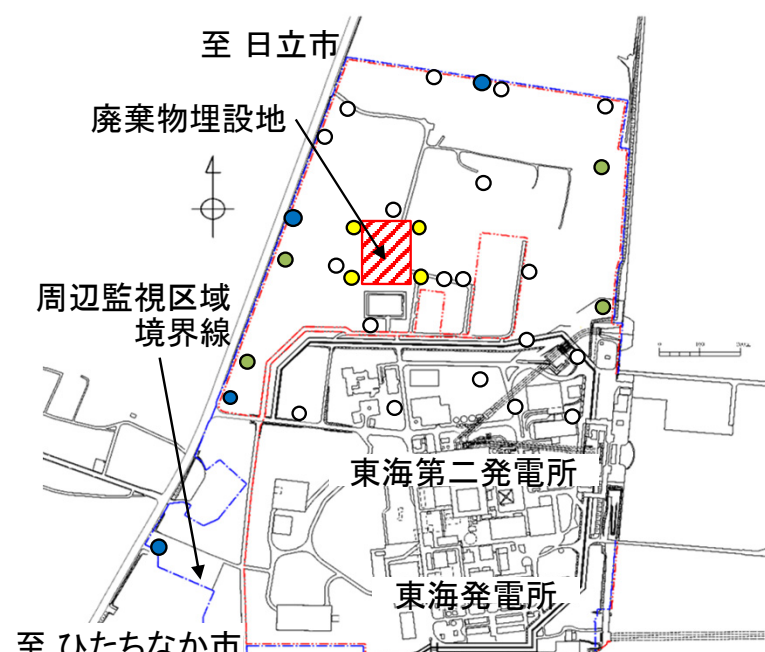 至 日立市
廃棄物埋設地
周辺監視区域
境界線
東海第二発電所
東海発電所
至 ひたちなか市